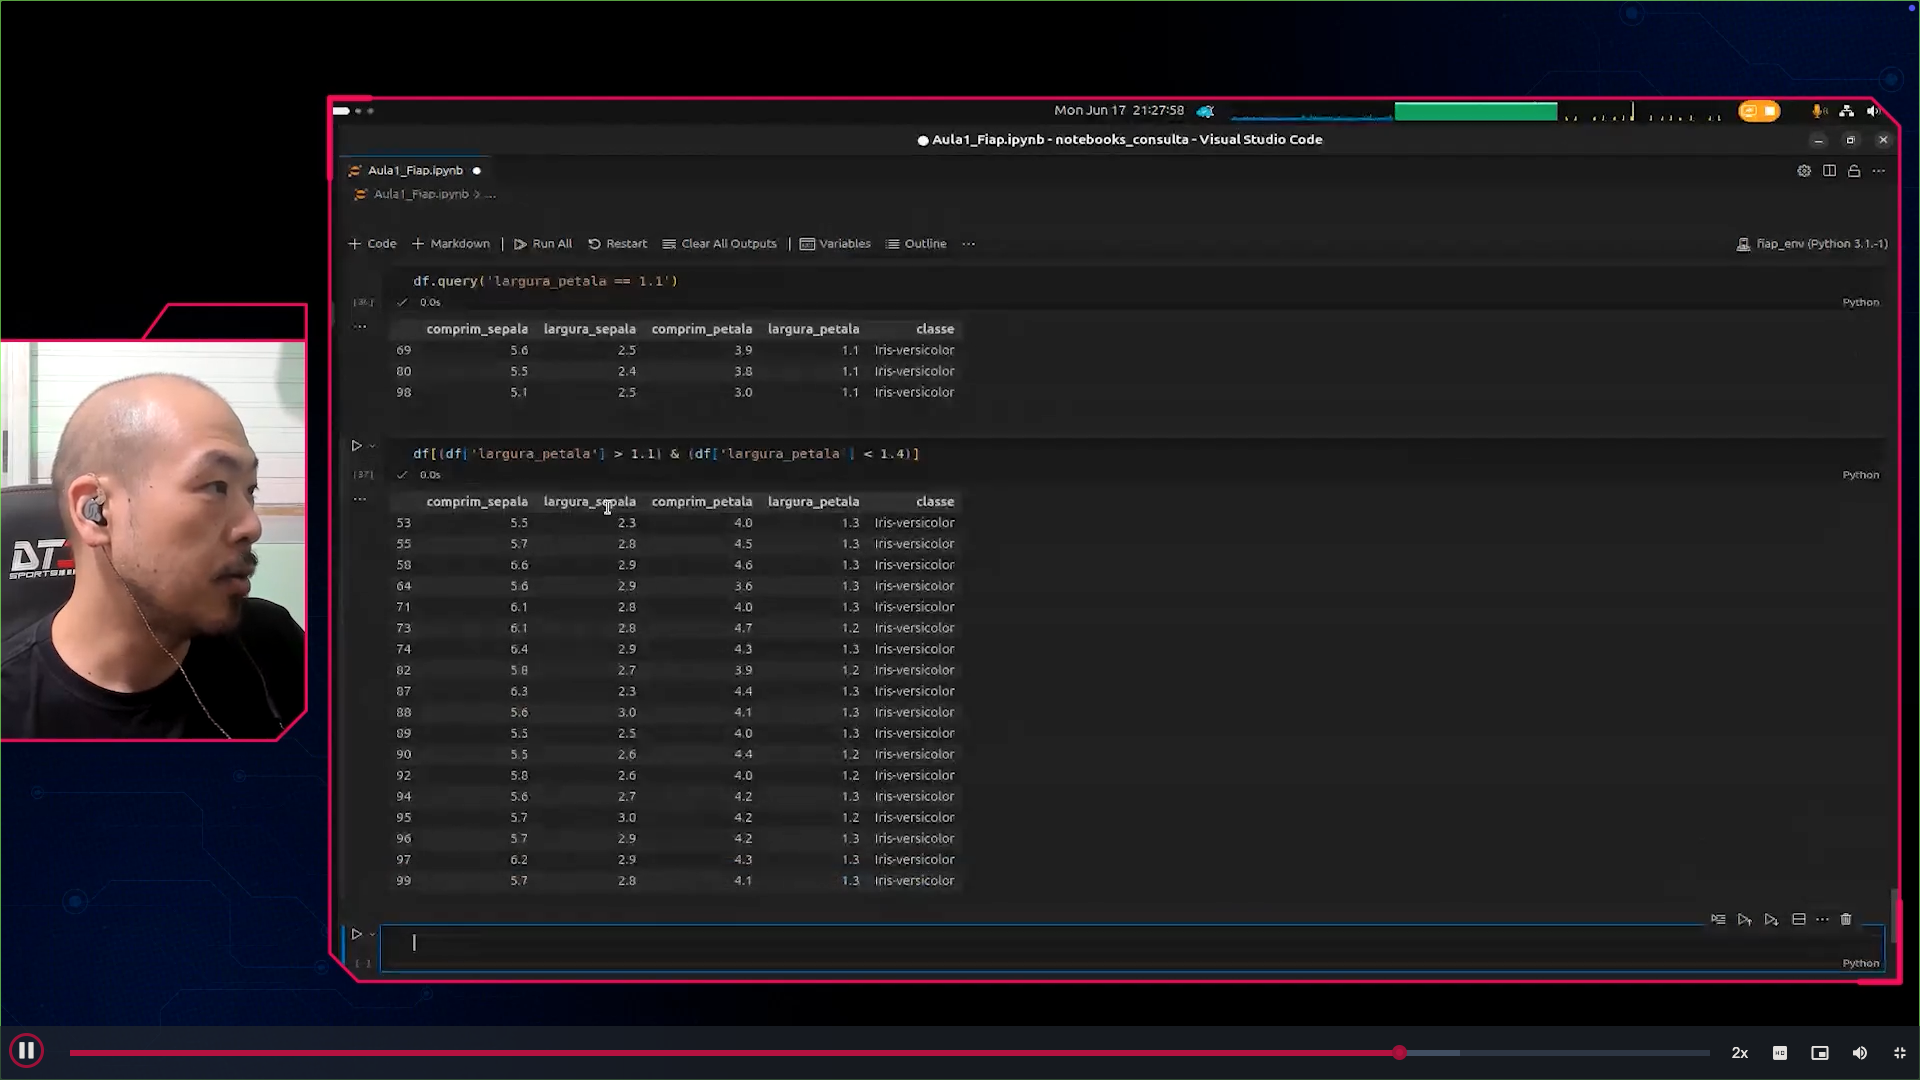 Mon Jun 17 21:27:58
Aula1_Fiap.ipynb - notebooks_consulta - Visual Studio Code
Aula1_Fiap.ipynb
Aula1_Fiap.ipynb > ...
+ Code + Markdown | Run All Restart Clear All Outputs | Variables Outline ...
fiap_env (Python 3.1.-1)
df.query('largura_petala == 1.1')
[36] 0.0s Python
comprim_sepala largura_sepala comprim_petala largura_petala classe
69 5.6 2.5 3.9 1.1 Iris-versicolor
80 5.5 2.4 3.8 1.1 Iris-versicolor
98 5.1 2.5 3.0 1.1 Iris-versicolor
df[(df['largura_petala'] > 1.1) & (df['largura_petala'] < 1.4)]
[37] 0.0s Python
comprim_sepala largura_sepala comprim_petala largura_petala classe
53 5.5 2.3 4.0 1.3 Iris-versicolor
55 5.7 2.8 4.5 1.3 Iris-versicolor
58 6.6 2.9 4.6 1.3 Iris-versicolor
64 5.6 2.9 3.6 1.3 Iris-versicolor
71 6.1 2.8 4.0 1.3 Iris-versicolor
73 6.1 2.8 4.7 1.2 Iris-versicolor
74 6.4 2.9 4.3 1.3 Iris-versicolor
82 5.8 2.7 3.9 1.2 Iris-versicolor
87 6.3 2.3 4.4 1.3 Iris-versicolor
88 5.6 3.0 4.1 1.3 Iris-versicolor
89 5.5 2.5 4.0 1.3 Iris-versicolor
90 5.5 2.6 4.4 1.2 Iris-versicolor
92 5.8 2.6 4.0 1.2 Iris-versicolor
94 5.6 2.7 4.2 1.3 Iris-versicolor
95 5.7 3.0 4.2 1.2 Iris-versicolor
96 5.7 2.9 4.2 1.3 Iris-versicolor
97 6.2 2.9 4.3 1.3 Iris-versicolor
99 5.7 2.8 4.1 1.3 Iris-versicolor
[ ] Python
SPORTS
2x
HD